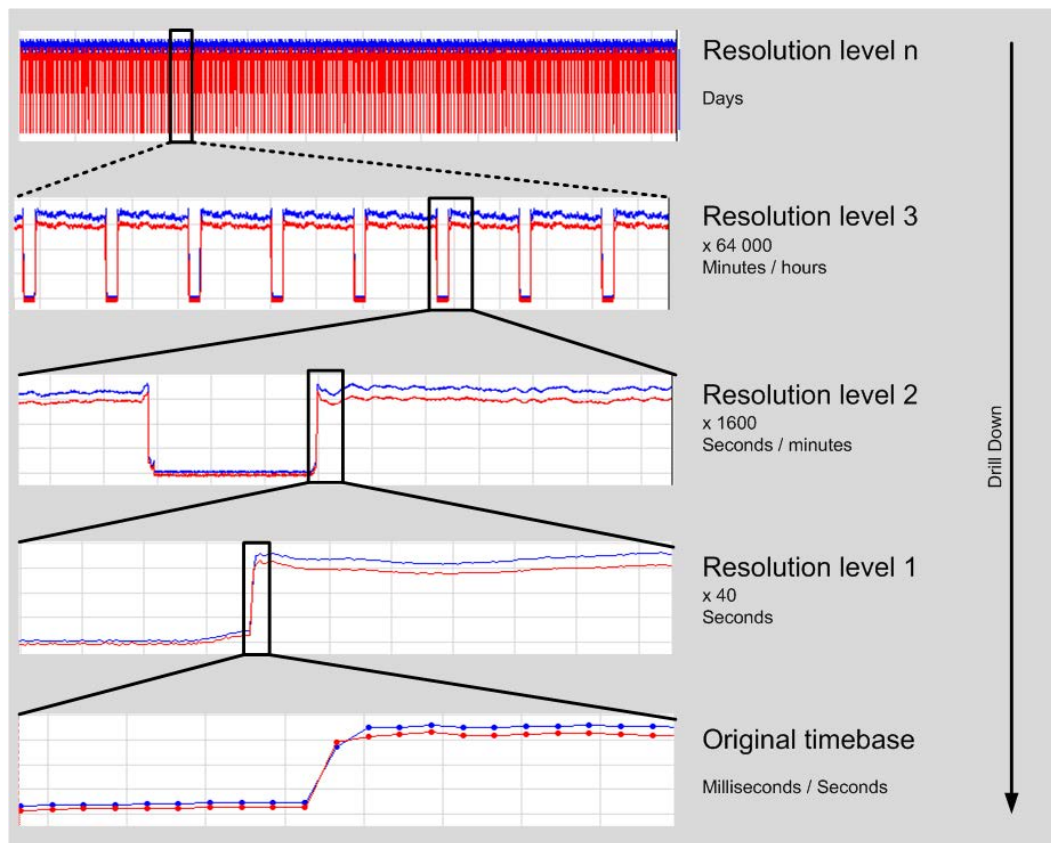 Resolution level n
Days
Resolution level 3
x 64 000
Minutes / hours
Resolution level 2
x 1600
Seconds / minutes
Resolution level 1
x 40
Seconds
Original timebase
Milliseconds / Seconds
Drill Down